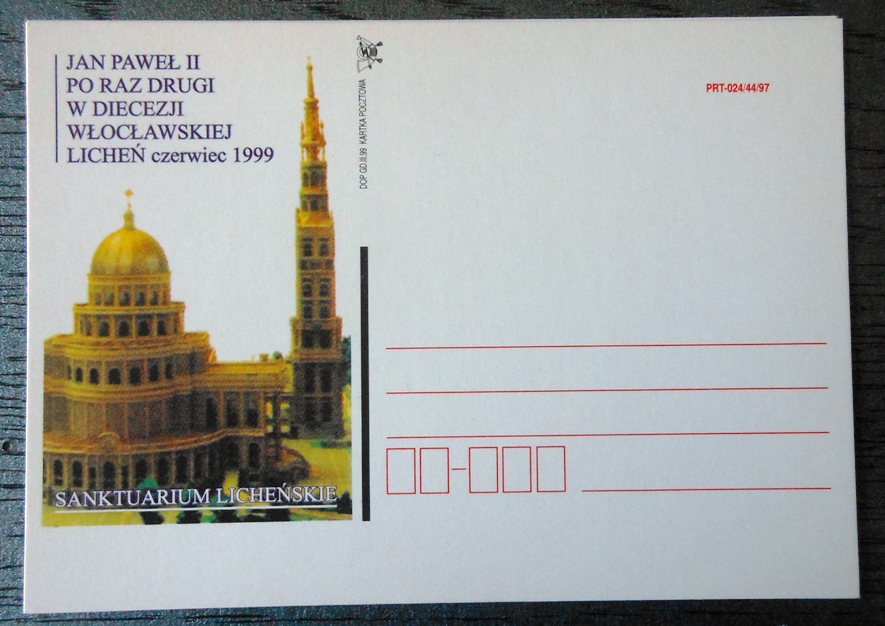 JAN PAWEŁ II
PO RAZ DRUGI
W DIECEZJI
WŁOCŁAWSKIEJ
LICHEŃ czerwiec 1999
SANKTUARIUM LICHEŃSKIE
DOP GD.III.99 KARTKA POCZTOWA
PRT-024/44/97